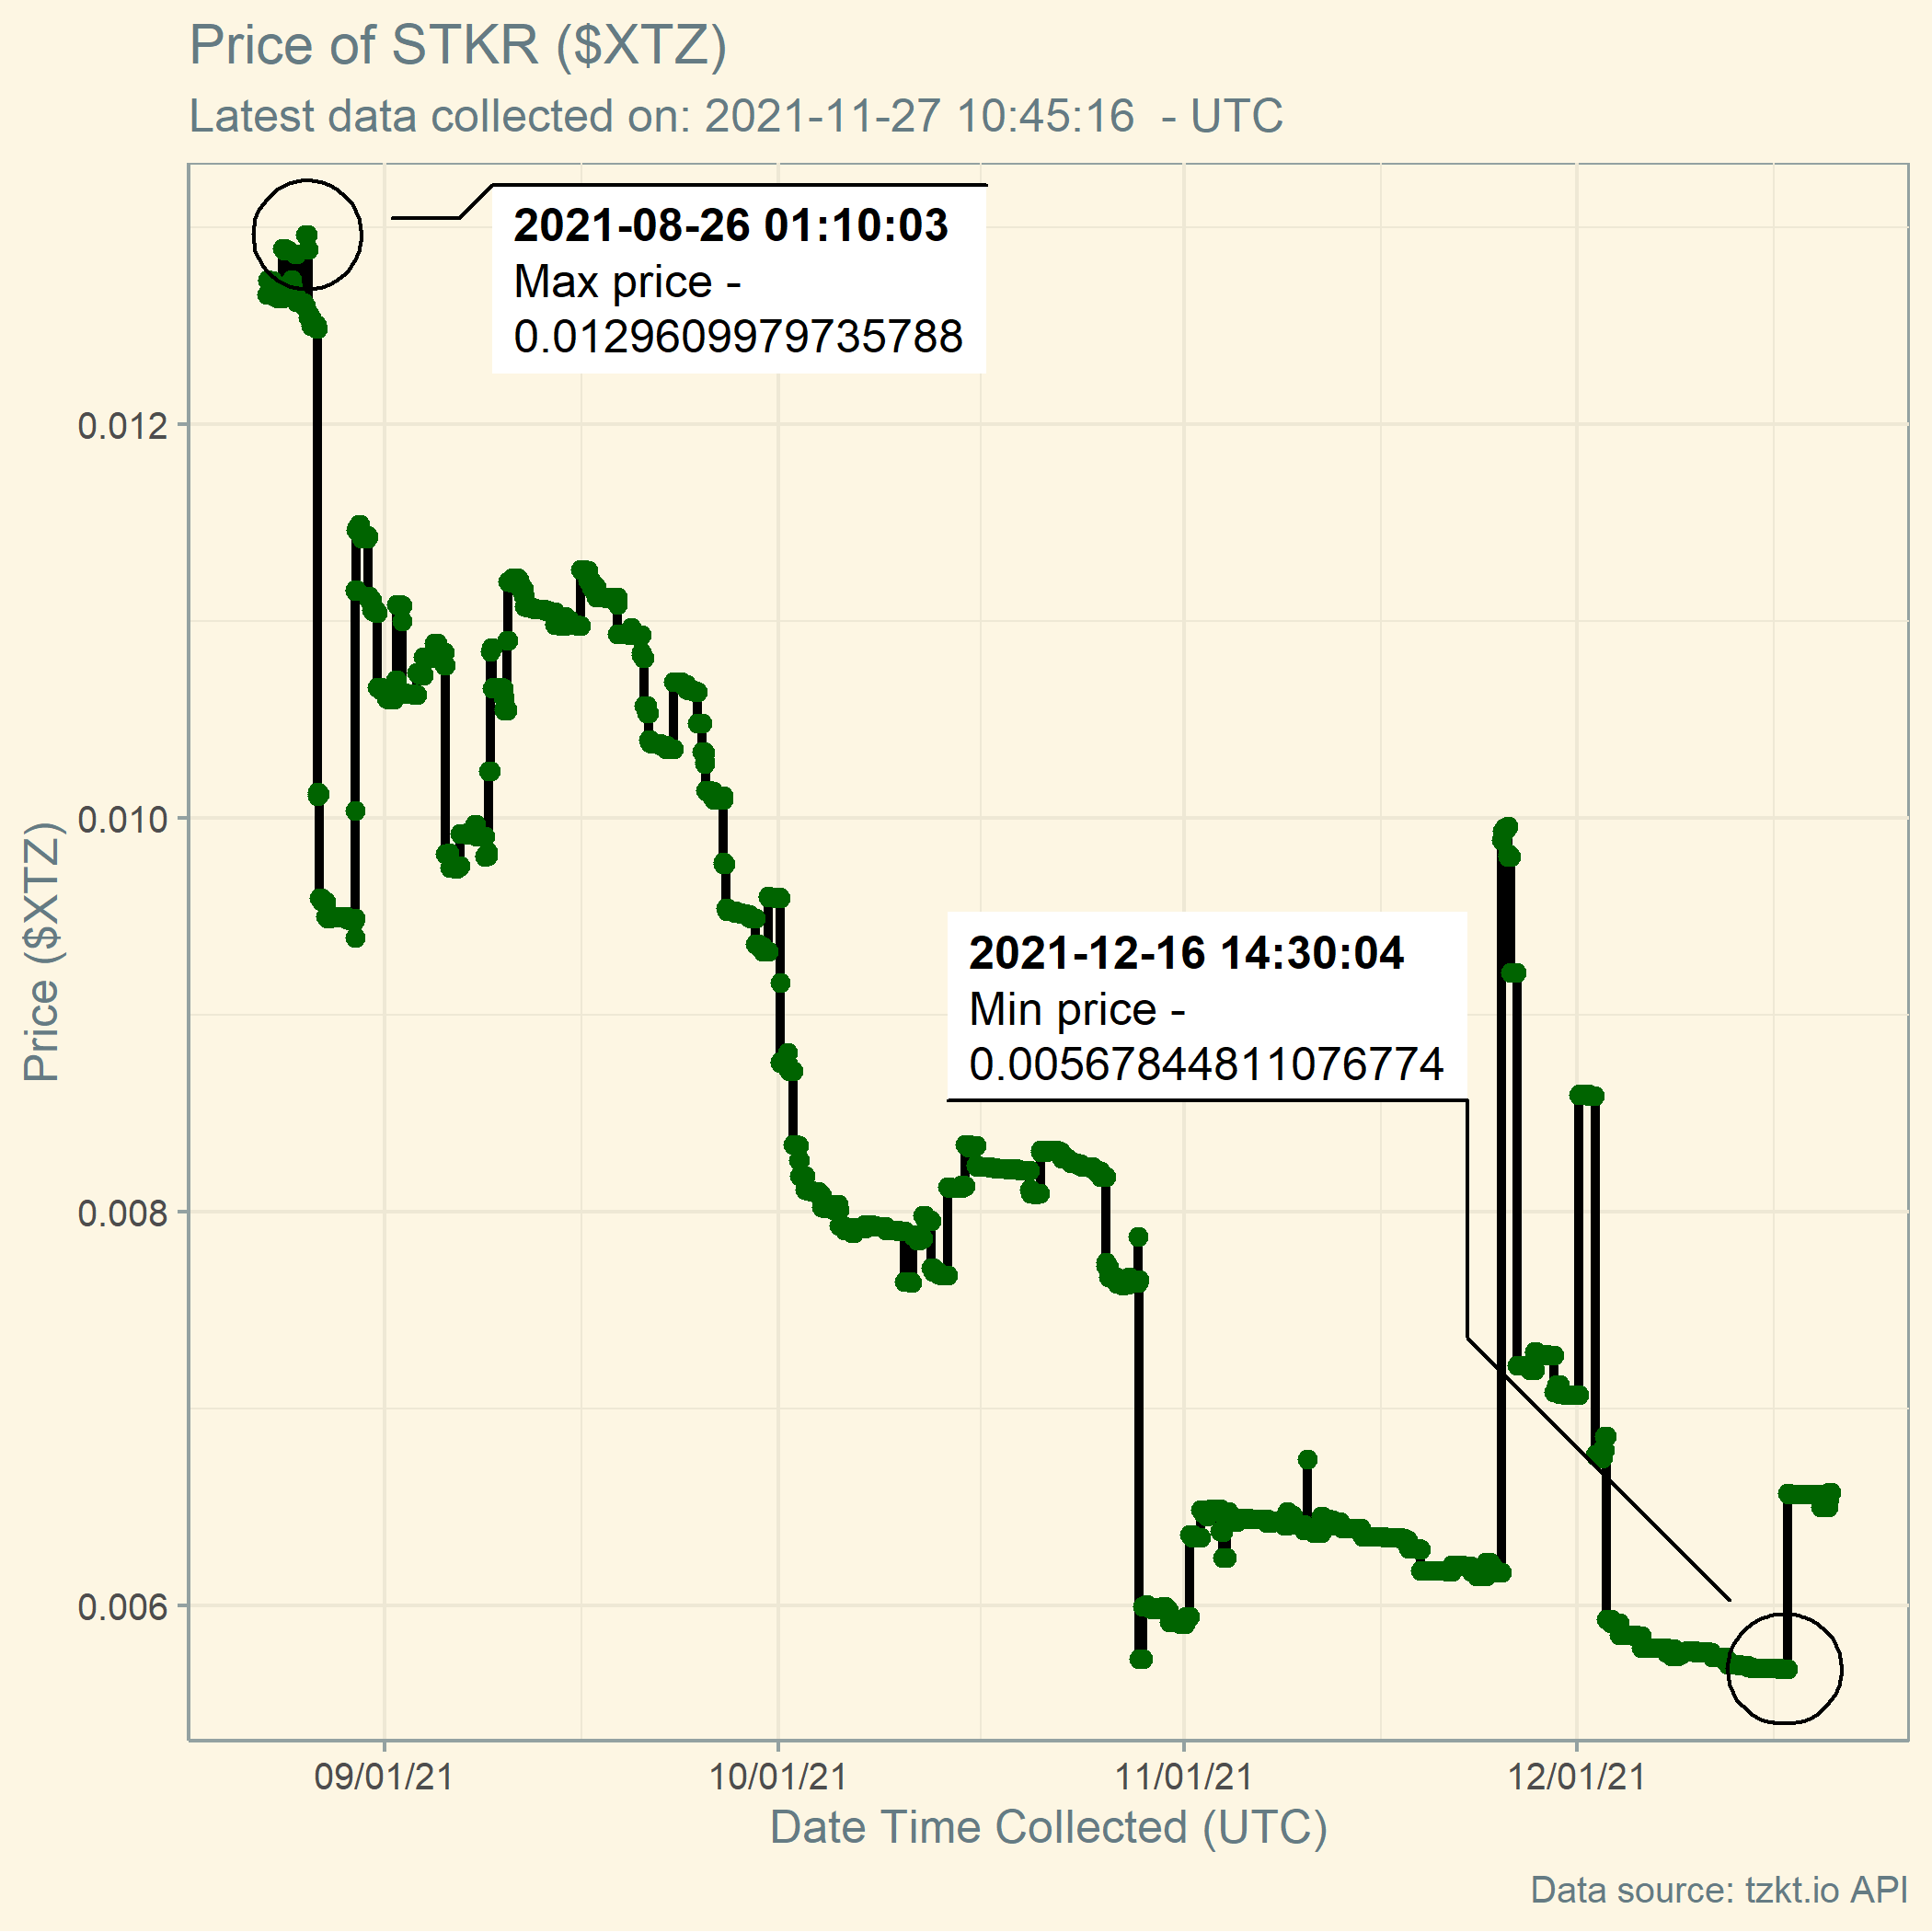 Price of STKR ($XTZ)
Latest data collected on: 2021-11-27 10:45:16  - UTC
2021-08-26 01:10:03
Max price -
0.0129609979735788
0.012
0.010
2021-12-16 14:30:04
Min price -
0.00567844811076774
0.008
0.006
Price ($XTZ)
09/01/21 10/01/21 11/01/21 12/01/21
Date Time Collected (UTC)
Data source: tzkt.io API